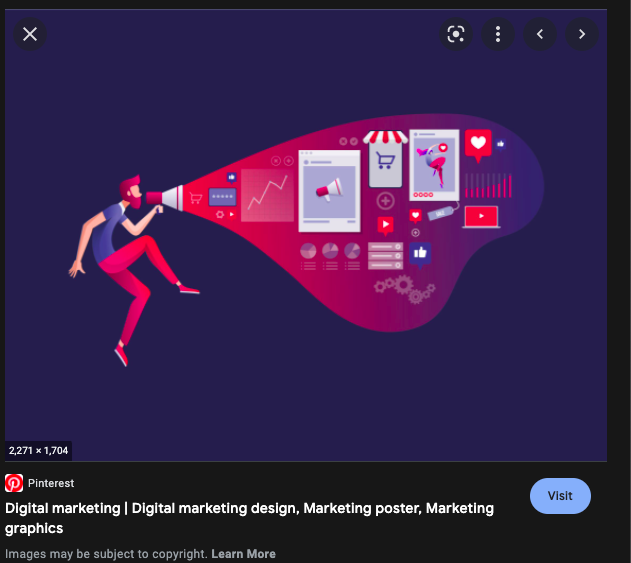 2,271 × 1,704
Pinterest
Digital marketing | Digital marketing design, Marketing poster, Marketing
graphics
Visit
Images may be subject to copyright. Learn More